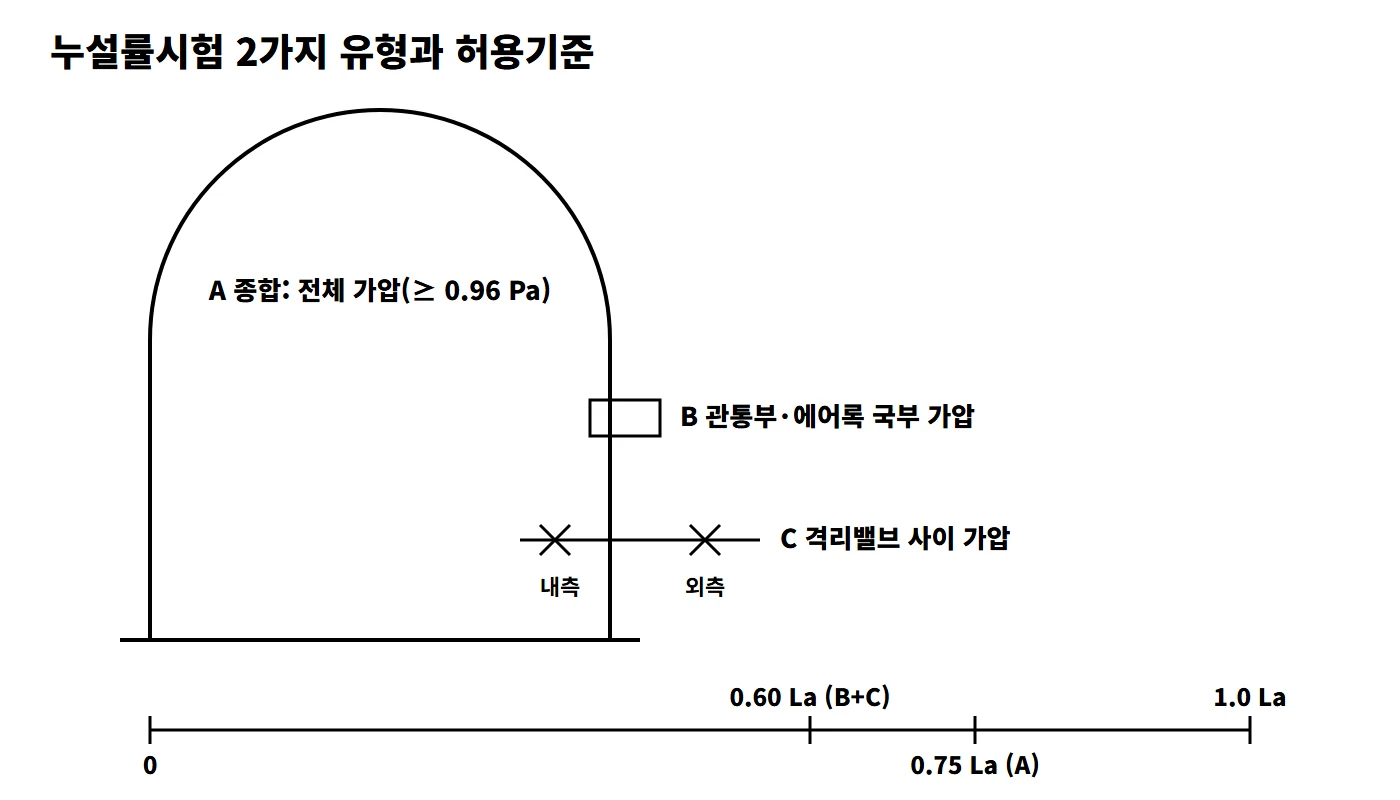 누설률시험 2가지 유형과 허용기준
A 종합: 전체 가압(≥ 0.96 Pa)
B 관통부·에어록 국부 가압
C 격리밸브 사이 가압
내측
외측
0.60 La (B+C)
1.0 La
0
0.75 La (A)